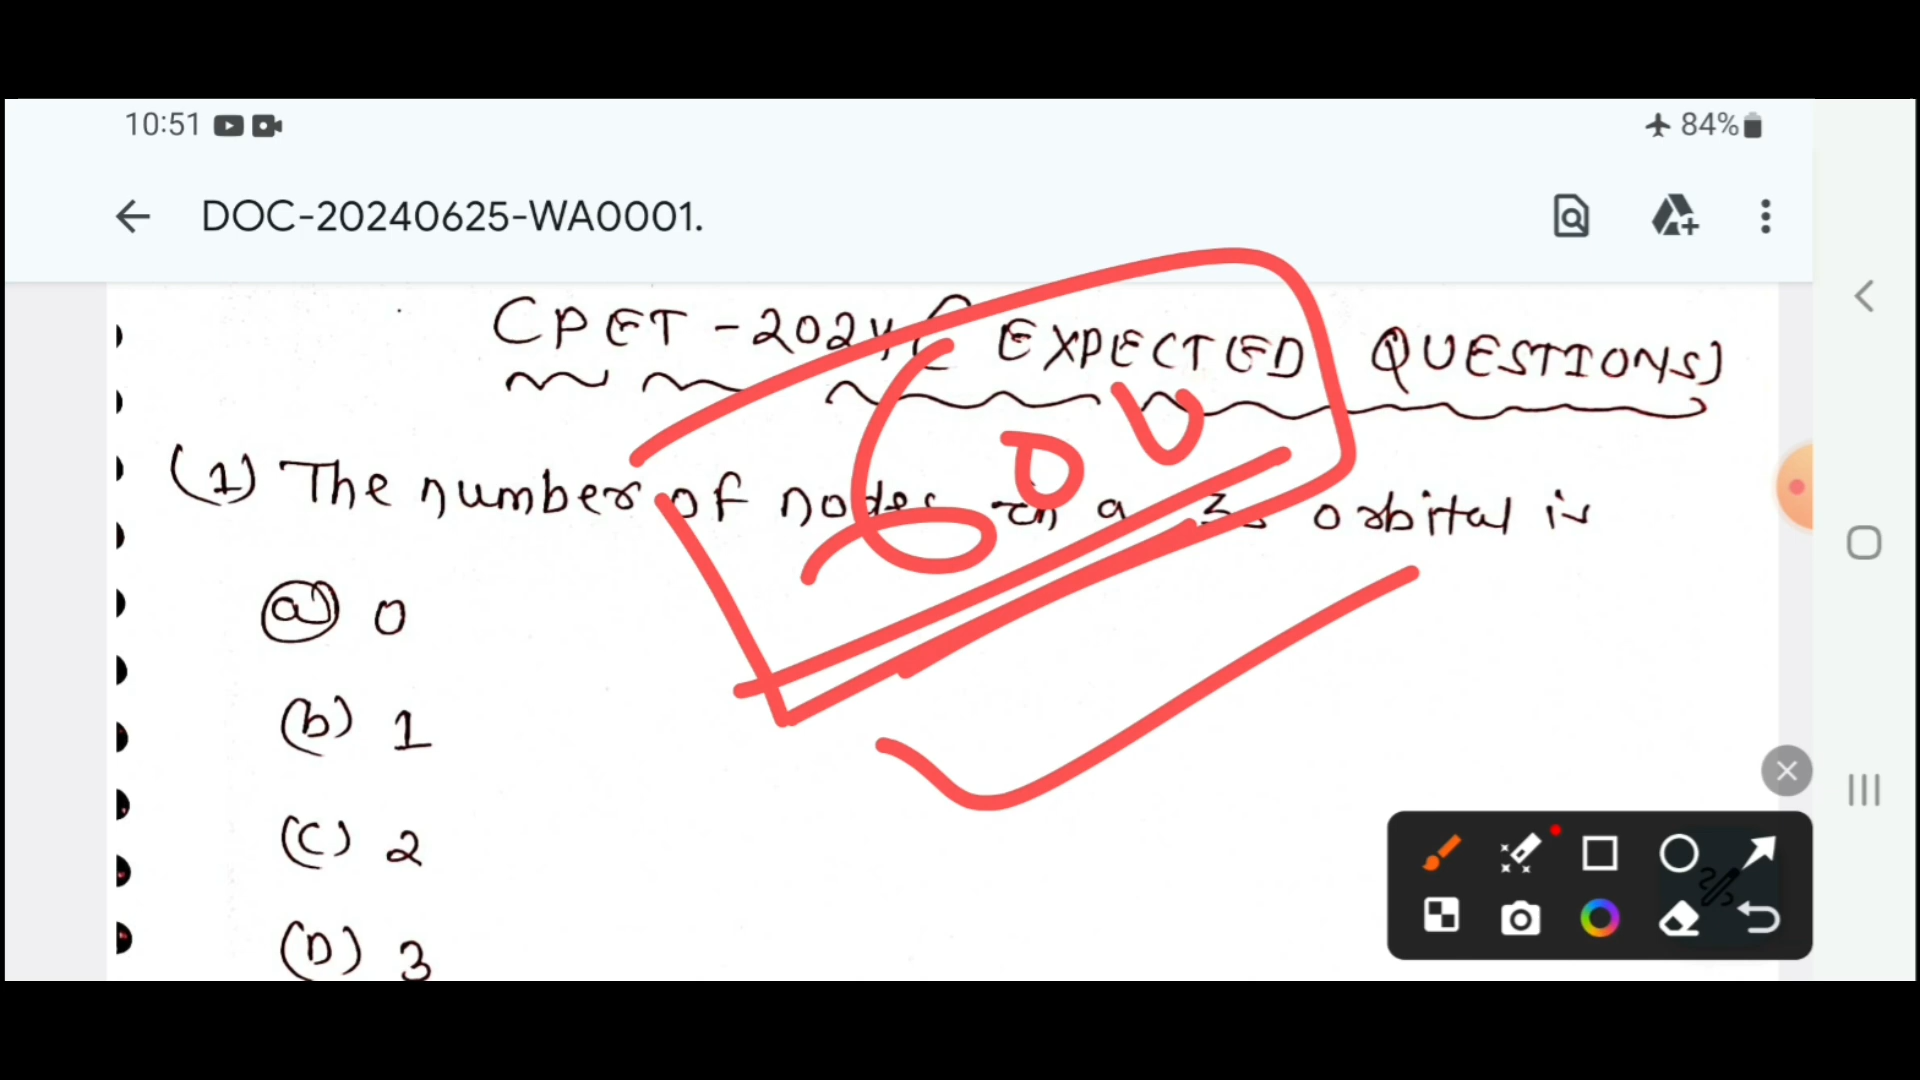 10:51
84%
DOC-20240625-WA0001.
CPET -2024 (EXPECTED QUESTIONS)
(1) The number of nodes in a 3s orbital is
(a) 0
(b) 1
(C) 2
(D) 3